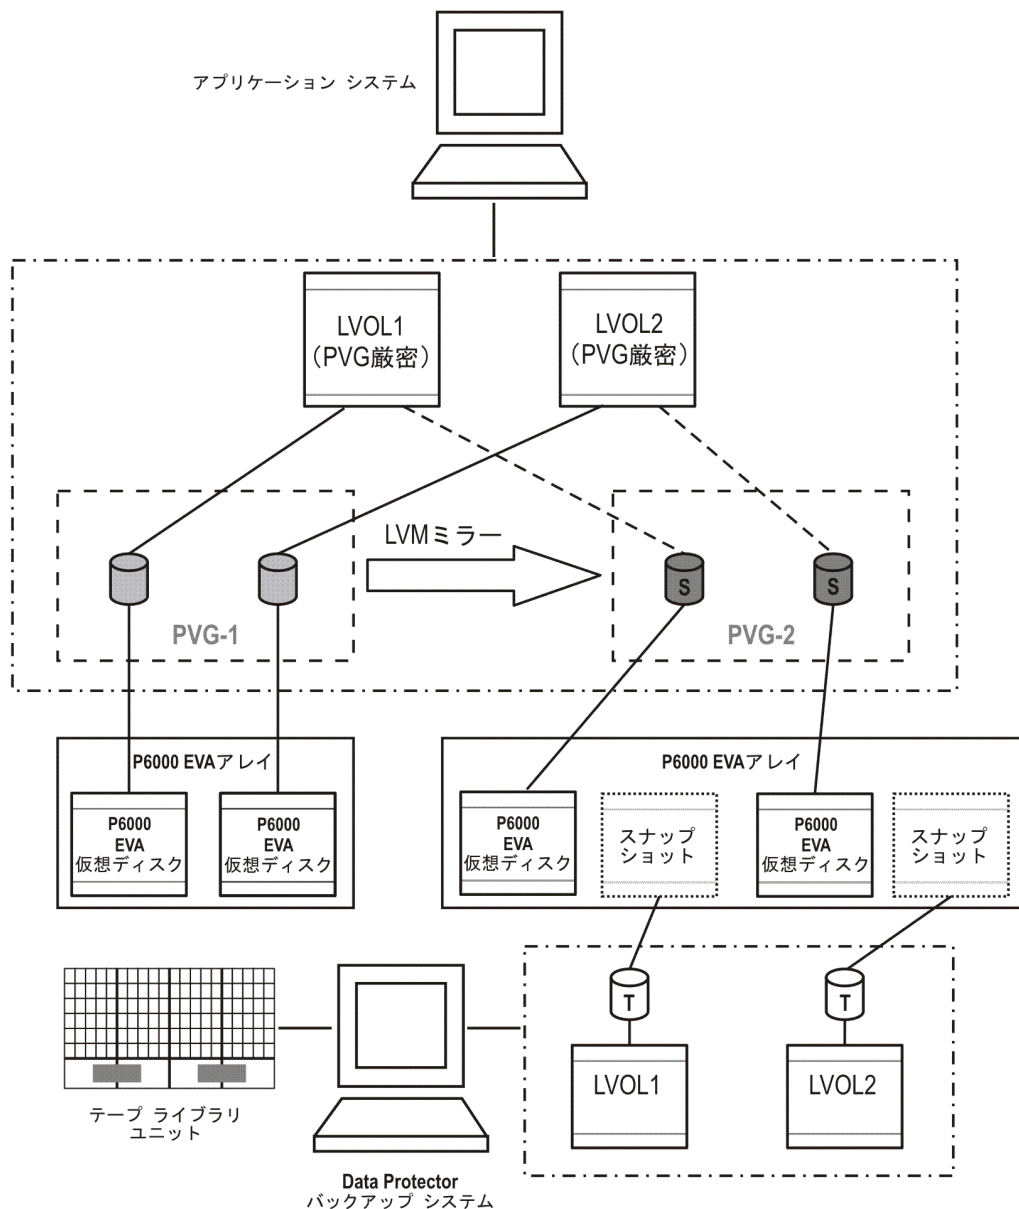 アプリケーション システム
LVOL1
（PVG厳密）
LVOL2
（PVG厳密）
LVMミラー
S
S
PVG-1
PVG-2
P6000 EVAアレイ
P6000 EVAアレイ
P6000
EVA
仮想ディスク
P6000
EVA
仮想ディスク
P6000
EVA
仮想ディスク
スナップ
ショット
P6000
EVA
仮想ディスク
スナップ
ショット
T
T
LVOL1
LVOL2
テープ ライブラリ
ユニット
Data Protector
バックアップ システム